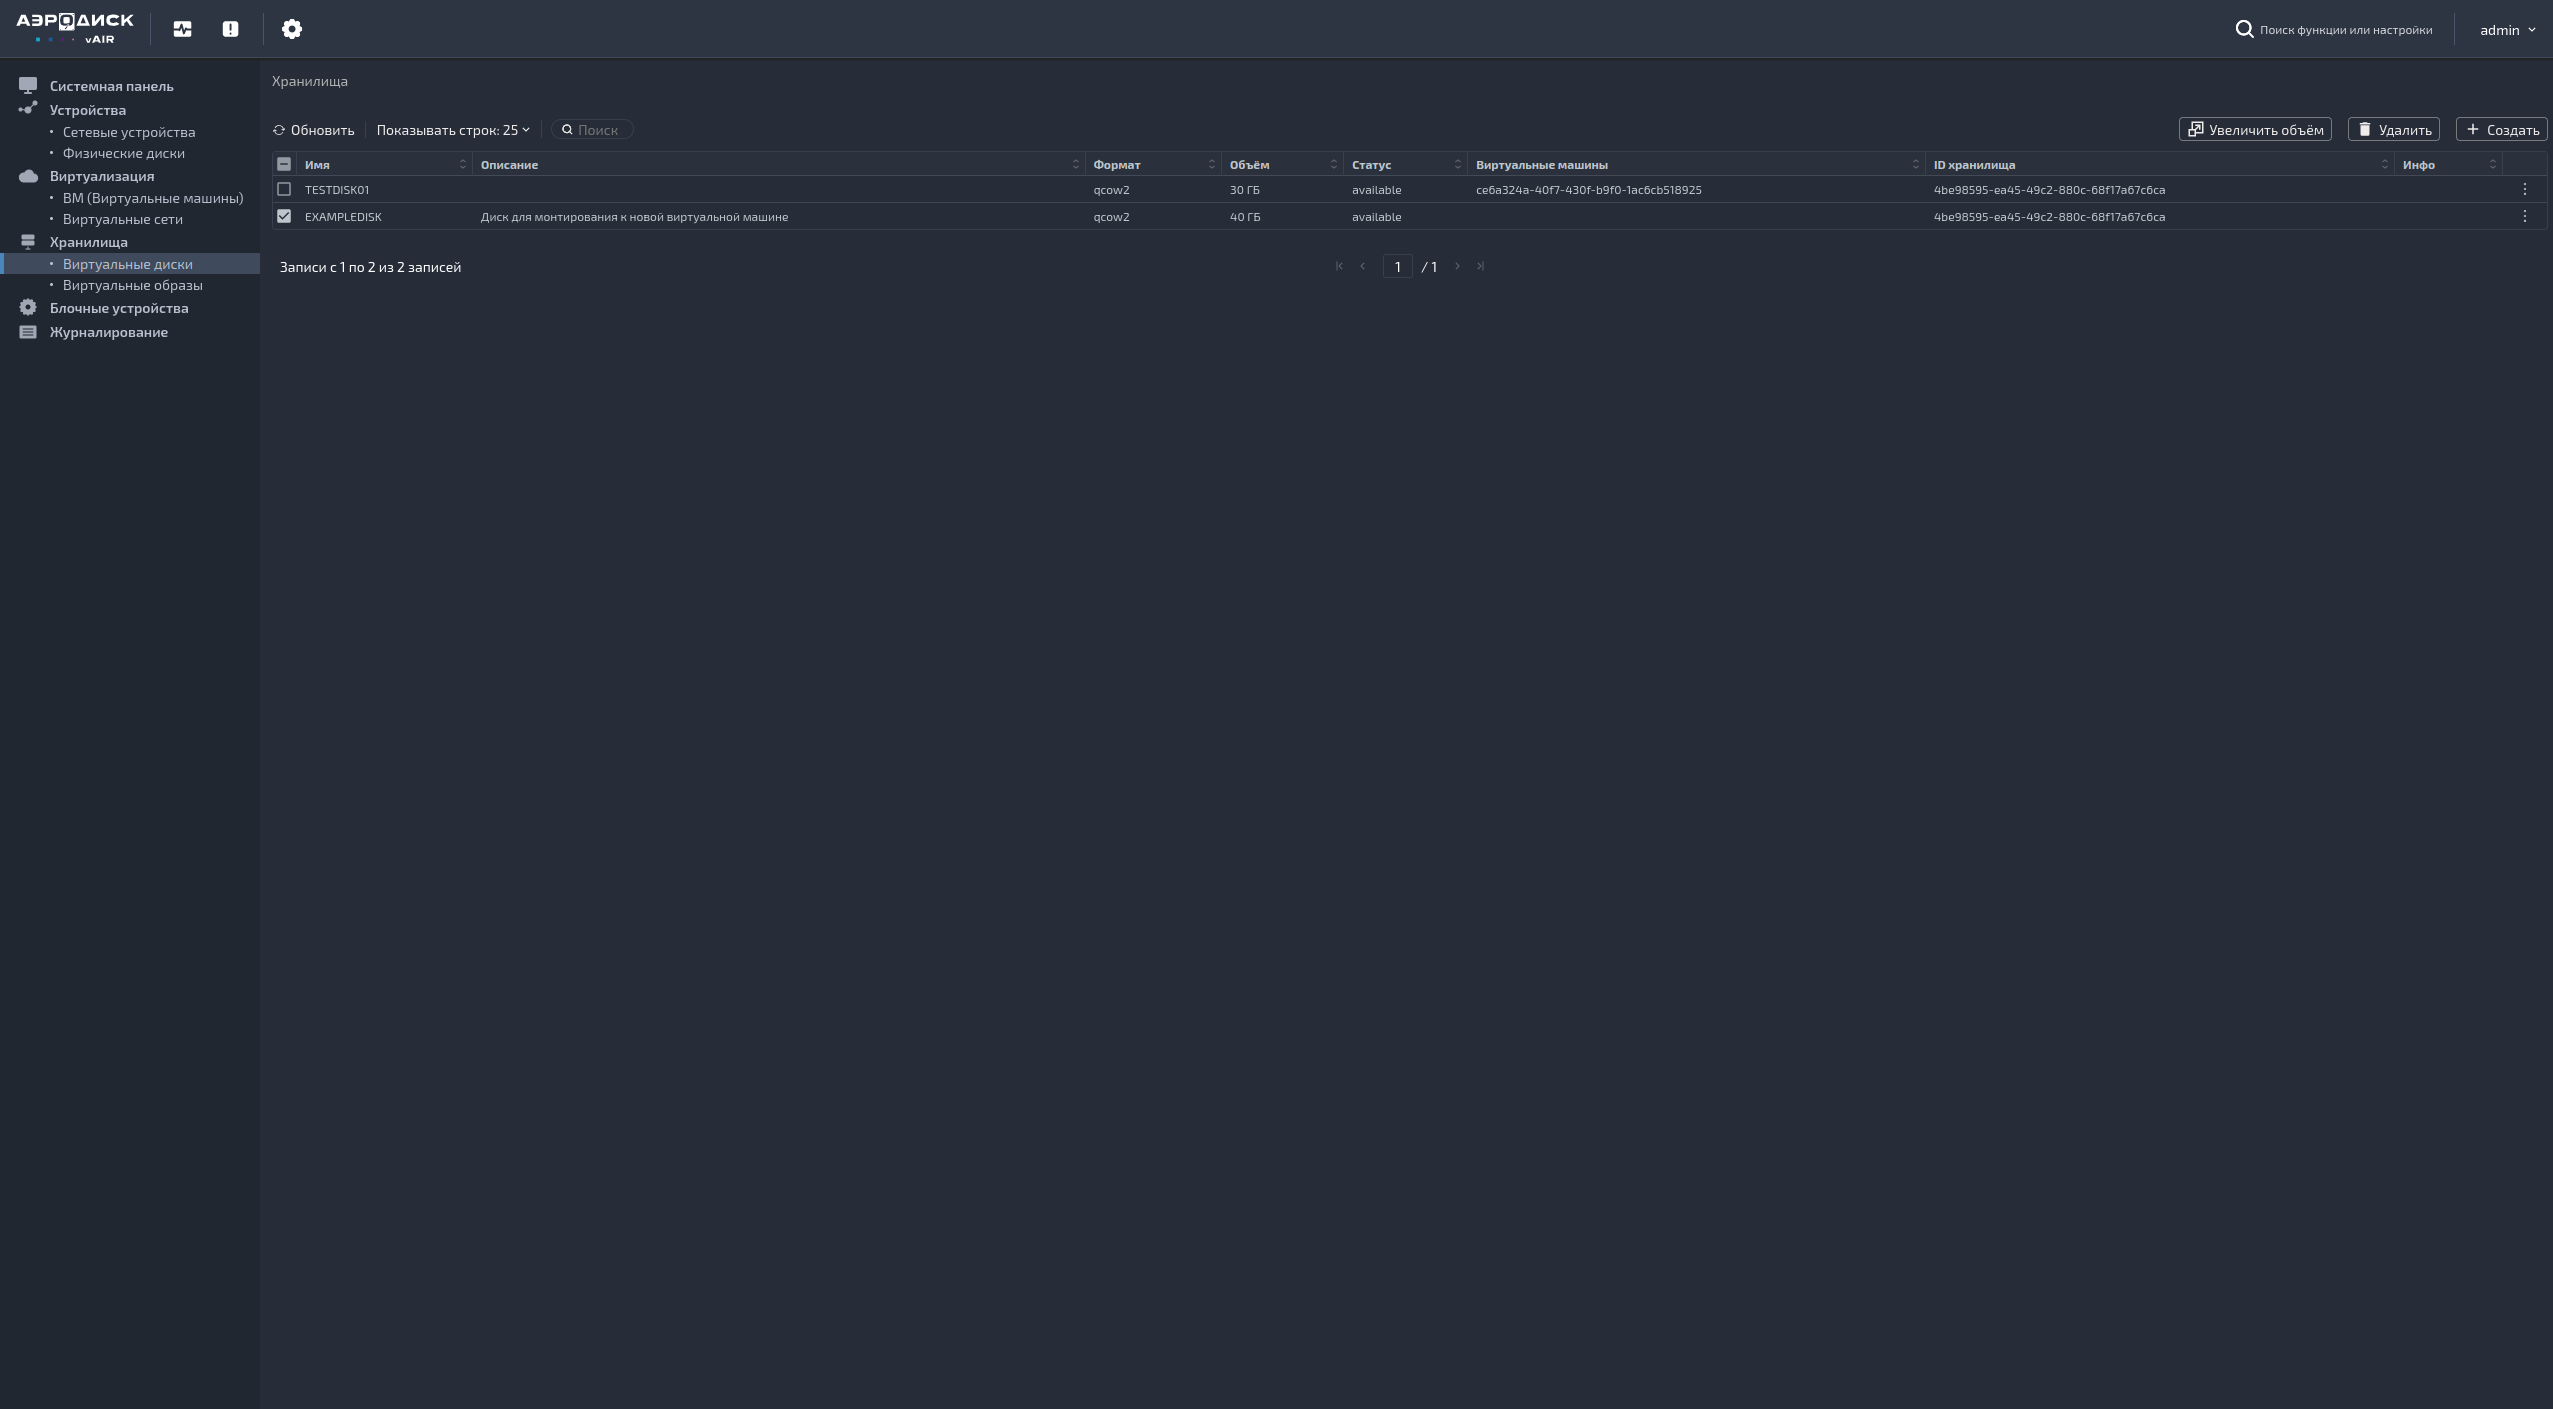 АЭРОДИСК
vAIR
Поиск функции или настройки
admin
Системная панель
Устройства
Сетевые устройства
Физические диски
Виртуализация
ВМ (Виртуальные машины)
Виртуальные сети
Хранилища
Виртуальные диски
Виртуальные образы
Блочные устройства
Журналирование
Хранилища
Обновить Показывать строк: 25 Поиск Увеличить объём Удалить Создать
Имя Описание Формат Объём Статус Виртуальные машины ID хранилища Инфо
TESTDISK01 qcow2 30 ГБ available ce6a324a-40f7-430f-b9f0-1ac6cb518925 4be98595-ea45-49c2-880c-68f17a67c6ca
EXAMPLEDISK Диск для монтирования к новой виртуальной машине qcow2 40 ГБ available 4be98595-ea45-49c2-880c-68f17a67c6ca
Записи с 1 по 2 из 2 записей 1 / 1